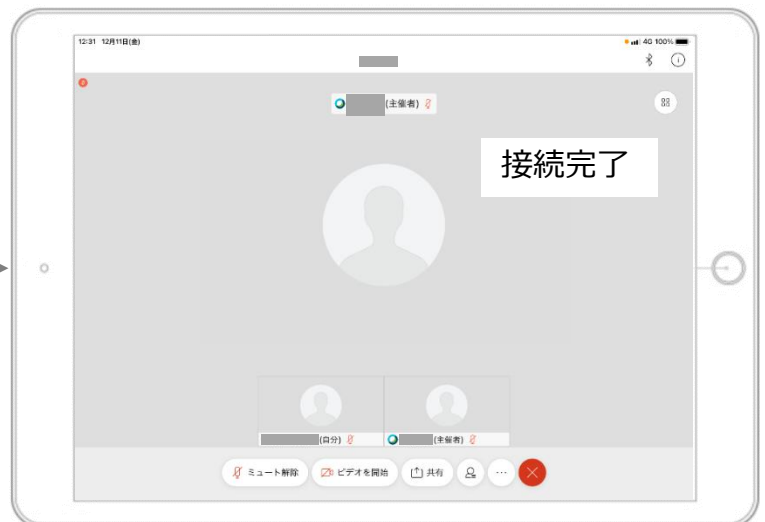 12:31 12月11日(金)
4G 100%
(主催者)
接続完了
(自分)
(主催者)
ミュート解除
ビデオを開始
共有